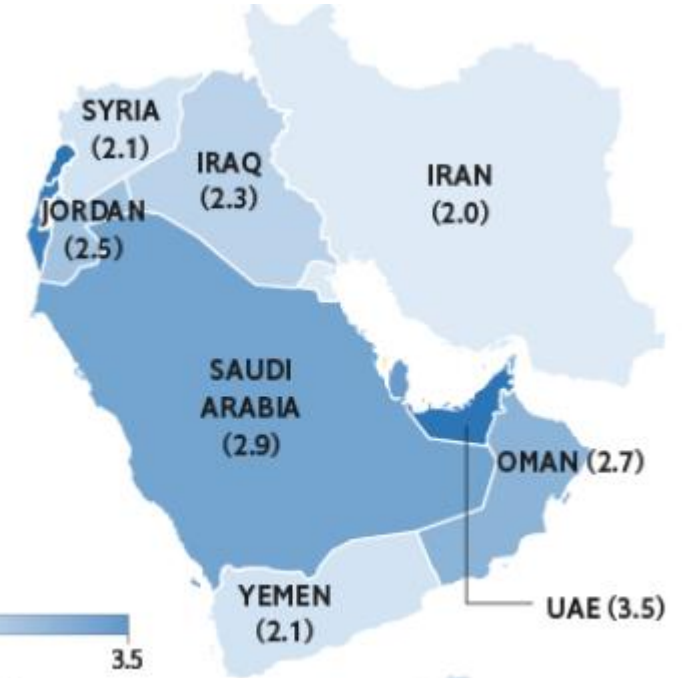 SYRIA
(2.1)
IRAQ
(2.3)
IRAN
(2.0)
JORDAN
(2.5)
SAUDI
ARABIA
(2.9)
OMAN (2.7)
YEMEN
(2.1)
UAE (3.5)
3.5